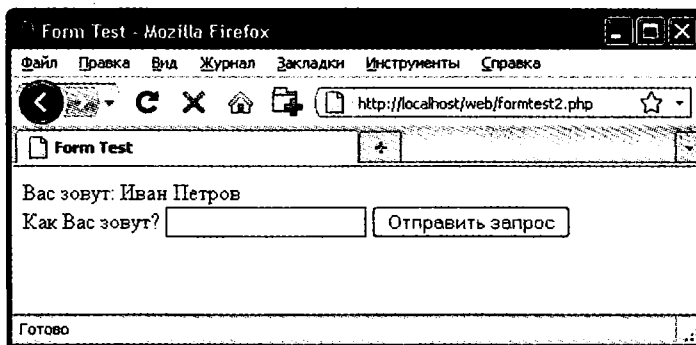 Form Test - Mozilla Firefox
Файл Правка Вид Журнал Закладки Инструменты Справка
http://localhost/web/formtest2.php
Form Test
Вас зовут: Иван Петров
Как Вас зовут? Отправить запрос
Готово